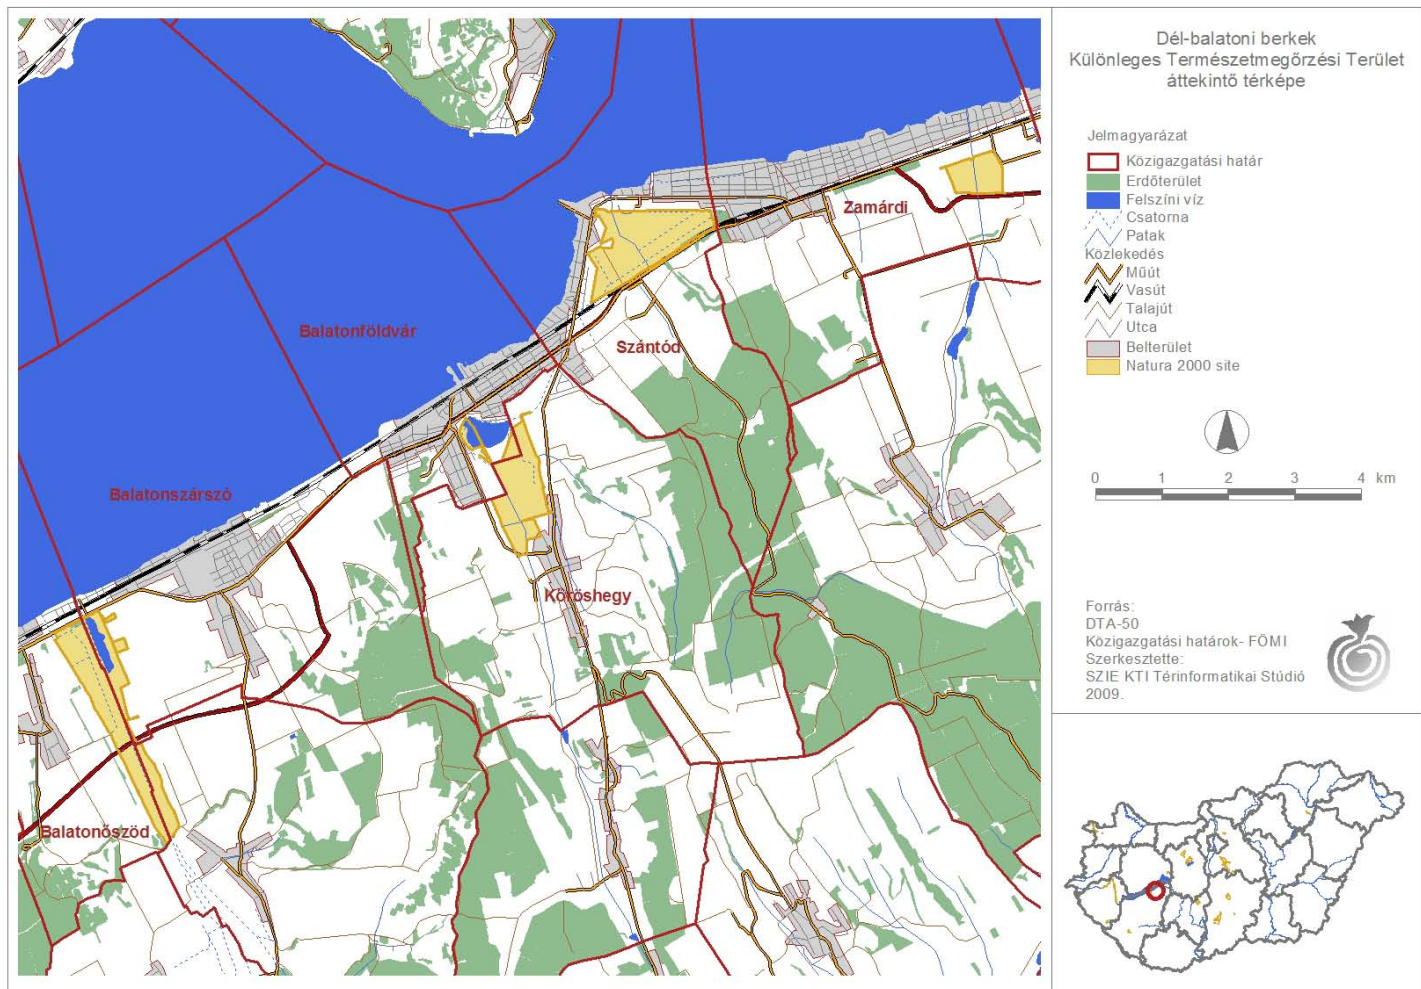 Dél-balatoni berkek
Különleges Természetmegőrzési Terület
áttekintő térképe
Jelmagyarázat
Közigazgatási határ
Erdőterület
Felszíni víz
Csatorna
Patak
Közlekedés
Műút
Vasút
Talajút
Utca
Belterület
Natura 2000 site
0 1 2 3 4 km
Forrás:
DTA-50
Közigazgatási határok- FÖMI
Szerkesztette:
SZIE KTI Térinformatikai Stúdió
2009.
Zamárdi
Balatonföldvár
Szántód
Balatonszárszó
Kőröshegy
Balatonőszöd